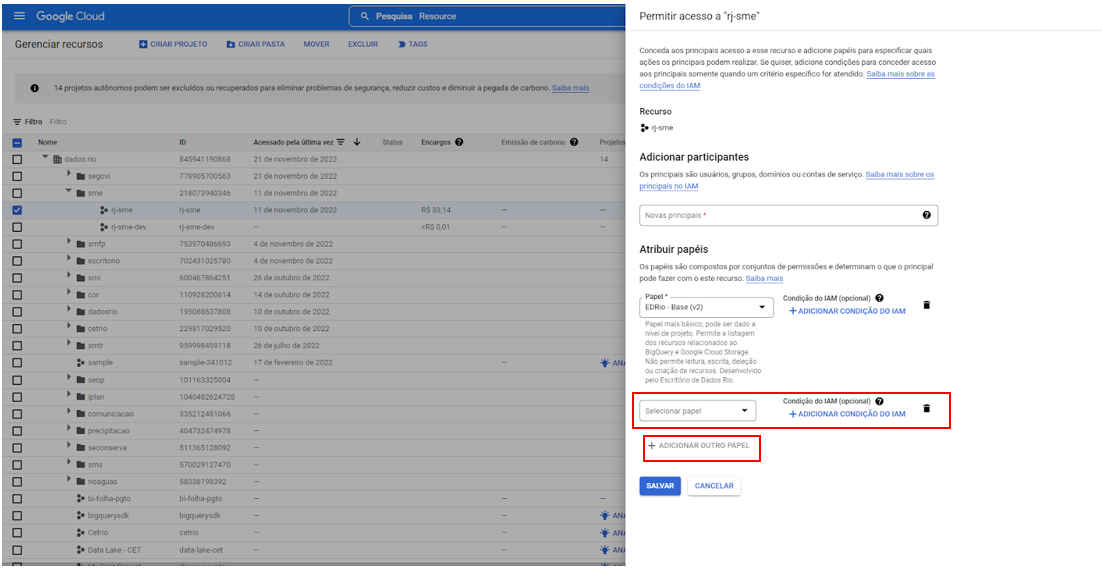 Google Cloud
Pesquisa Resource
Gerenciar recursos
CRIAR PROJETO
CRIAR PASTA
MOVER
EXCLUIR
TAGS
14 projetos autônomos podem ser excluídos ou recuperados para eliminar problemas de segurança, reduzir custos e diminuir a pegada de carbono. Saiba mais
Filtro Filtro
Nome ID Acessado pela última vez Status Encargos Emissão de carbono Projetos
dados.rio 845941190868 21 de novembro de 2022 14
segovi 778905700563 21 de novembro de 2022
sme 218073940346 11 de novembro de 2022
rj-sme rj-sme 11 de novembro de 2022 R$ 33,14 — —
rj-sme-dev rj-sme-dev — <R$ 0,01 — —
smfp 753970486693 4 de novembro de 2022
escritorio 702431025780 4 de novembro de 2022
smi 600467864251 26 de outubro de 2022
cor 110928200614 14 de outubro de 2022
dadosrio 195088637808 10 de outubro de 2022
cetrio 229817029520 10 de outubro de 2022
smtr 959998459118 26 de julho de 2022
sample sample-341012 17 de fevereiro de 2022 — ANA
seop 101163325004 —
iplan 1040482624728 —
comunicacao 335212481066 —
precipitacao 404732474978 —
seconserva 511365128092 —
sms 570029127470 —
rioaguas 58338198392 —
bi-folha-pgto bi-folha-pgto — — —
bigquerysdk bigquerysdk — — ANA
Cetrio cetrio — — ANA
Data Lake - CET data-lake-cet — — ANA
Permitir acesso a "rj-sme"
Conceda aos principais acesso a esse recurso e adicione papéis para especificar quais
ações os principais podem realizar. Se quiser, adicione condições para conceder acesso
aos principais somente quando um critério específico for atendido. Saiba mais sobre as
condições do IAM
Recurso
rj-sme
Adicionar participantes
Os principais são usuários, grupos, domínios ou contas de serviço. Saiba mais sobre os
principais no IAM
Novas principais *
Atribuir papéis
Os papéis são compostos por conjuntos de permissões e determinam o que o principal
pode fazer com o este recurso. Saiba mais
Papel *
EDRio - Base (v2)
Condição do IAM (opcional)
+ ADICIONAR CONDIÇÃO DO IAM
Papel mais básico, pode ser dado a
nível de projeto. Permite a listagem
dos recursos relacionados ao
BigQuery e Google Cloud Storage.
Não permite leitura, escrita, deleção
ou criação de recursos. Desenvolvido
pelo Escritório de Dados Rio.
Selecionar papel
Condição do IAM (opcional)
+ ADICIONAR CONDIÇÃO DO IAM
+ ADICIONAR OUTRO PAPEL
SALVAR
CANCELAR